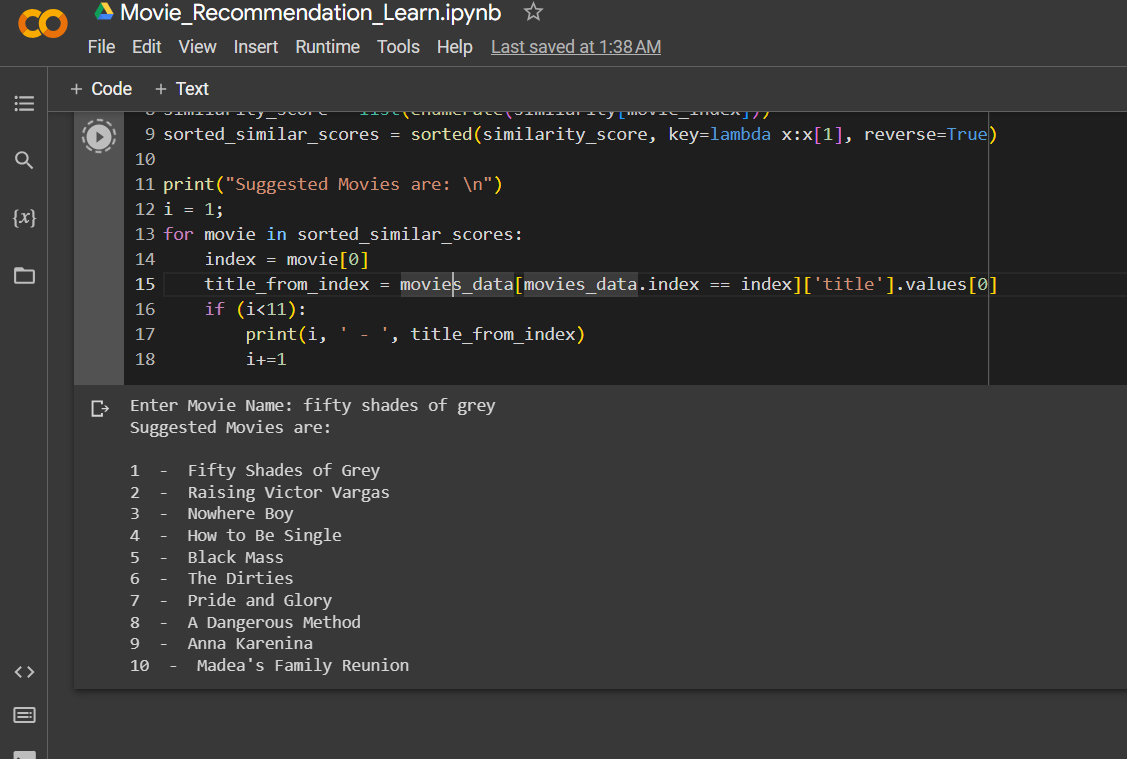 Movie_Recommendation_Learn.ipynb
File Edit View Insert Runtime Tools Help Last saved at 1:38 AM
+ Code + Text
8 similarity_score = list(enumerate(similarity[movie_index]))
9 sorted_similar_scores = sorted(similarity_score, key=lambda x:x[1], reverse=True)
10
11 print("Suggested Movies are: \n")
12 i = 1;
13 for movie in sorted_similar_scores:
14     index = movie[0]
15     title_from_index = movies_data[movies_data.index == index]['title'].values[0]
16     if (i<11):
17         print(i, ' - ', title_from_index)
18         i+=1
{x}
Enter Movie Name: fifty shades of grey
Suggested Movies are:
1  -  Fifty Shades of Grey
2  -  Raising Victor Vargas
3  -  Nowhere Boy
4  -  How to Be Single
5  -  Black Mass
6  -  The Dirties
7  -  Pride and Glory
8  -  A Dangerous Method
9  -  Anna Karenina
10  -  Madea's Family Reunion